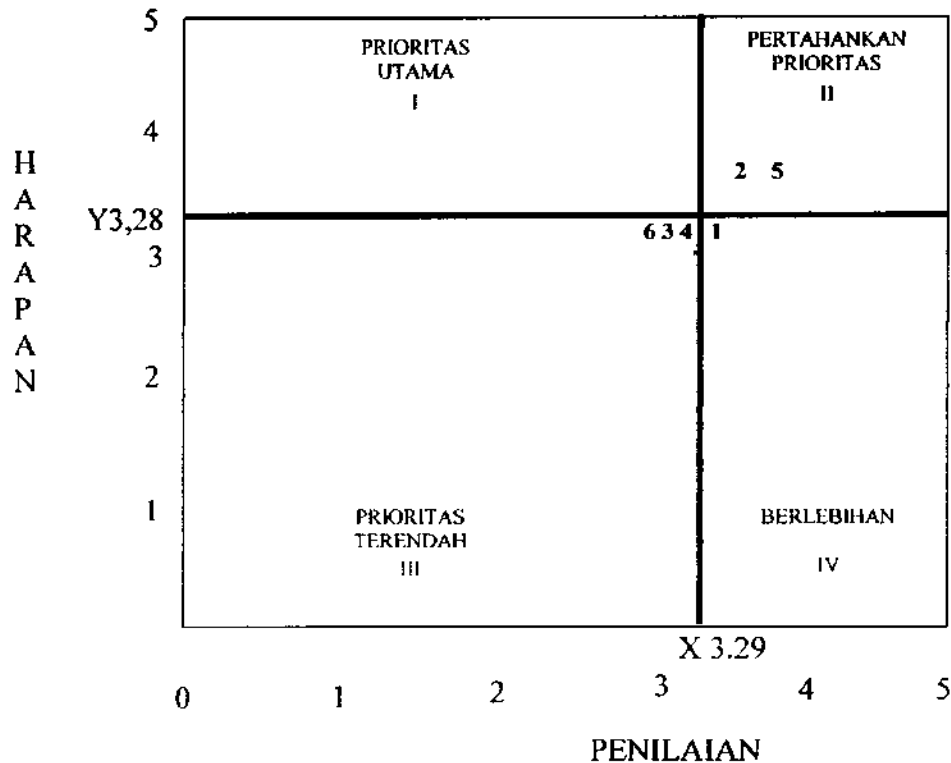 5
PRIORITAS
UTAMA
I
PERTAHANKAN
PRIORITAS
II
4
H
A
R
A
P
A
N
2 5
Y3,28
6 3 4 1
3
2
1
PRIORITAS
TERENDAH
III
BERLEBIHAN
IV
X 3.29
0 1 2 3 4 5
PENILAIAN